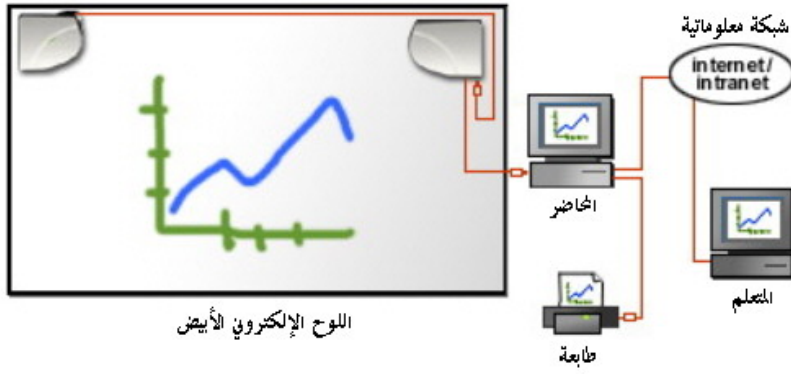 شبكة معلوماتية
internet/
intranet
المحاضر
المتعلم
اللوح الإلكتروني الأبيض
طابعة